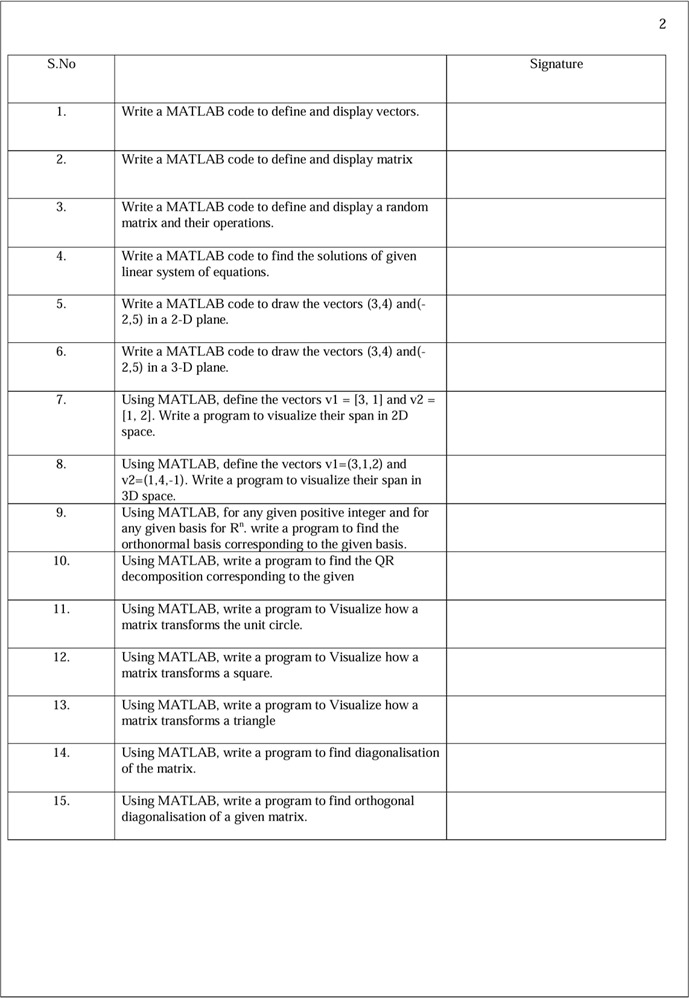 2
S.No
Signature
1.
Write a MATLAB code to define and display vectors.
2.
Write a MATLAB code to define and display matrix
3.
Write a MATLAB code to define and display a random
matrix and their operations.
4.
Write a MATLAB code to find the solutions of given
linear system of equations.
5.
Write a MATLAB code to draw the vectors (3,4) and(-
2,5) in a 2-D plane.
6.
Write a MATLAB code to draw the vectors (3,4) and(-
2,5) in a 3-D plane.
7.
Using MATLAB, define the vectors v1 = [3, 1] and v2 =
[1, 2]. Write a program to visualize their span in 2D
space.
8.
Using MATLAB, define the vectors v1=(3,1,2) and
v2=(1,4,-1). Write a program to visualize their span in
3D space.
9.
Using MATLAB, for any given positive integer and for
any given basis for Rⁿ. write a program to find the
orthonormal basis corresponding to the given basis.
10.
Using MATLAB, write a program to find the QR
decomposition corresponding to the given
11.
Using MATLAB, write a program to Visualize how a
matrix transforms the unit circle.
12.
Using MATLAB, write a program to Visualize how a
matrix transforms a square.
13.
Using MATLAB, write a program to Visualize how a
matrix transforms a triangle
14.
Using MATLAB, write a program to find diagonalisation
of the matrix.
15.
Using MATLAB, write a program to find orthogonal
diagonalisation of a given matrix.